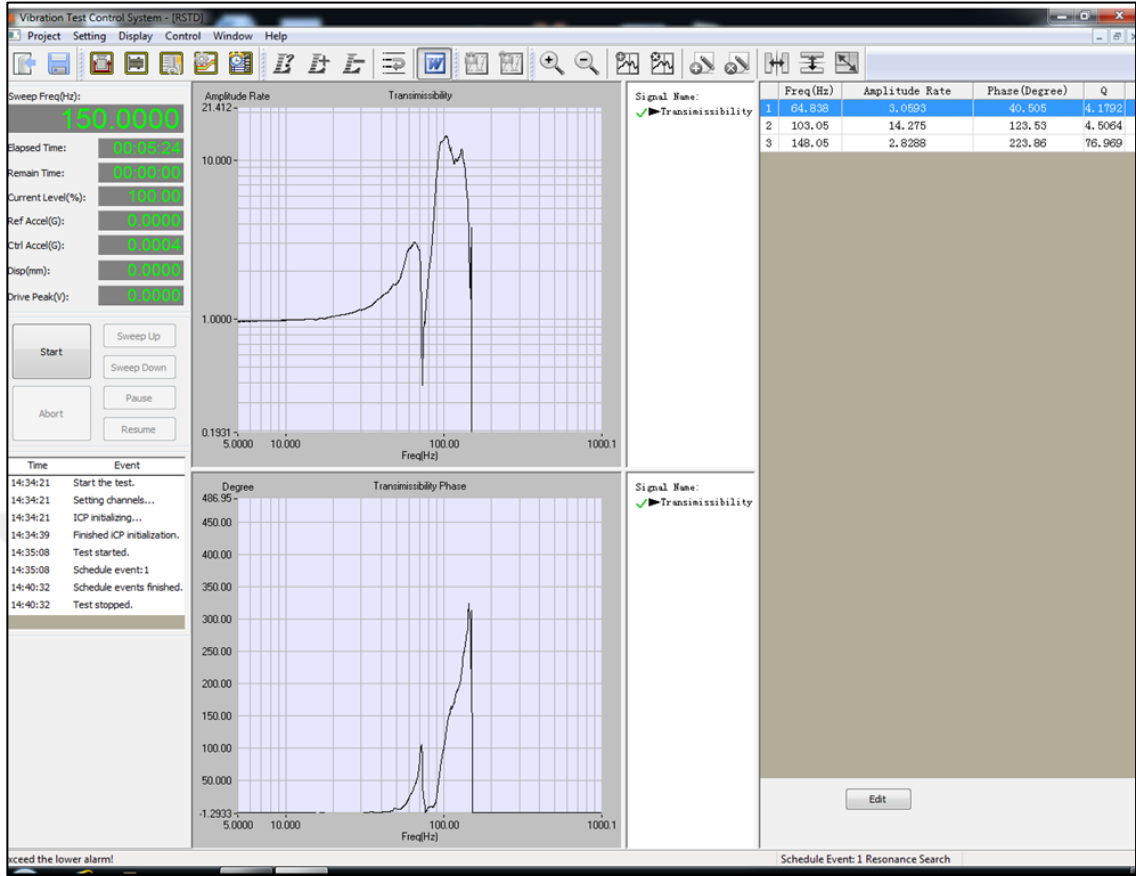 Vibration Test Control System - [RSTD]
Project Setting Display Control Window Help
Sweep Freq(Hz):
150.0000
Elapsed Time: 00:05:24
Remain Time: 00:00:00
Current Level(%): 100.00
Ref Accel(G): 0.0000
Ctrl Accel(G): 0.0004
Disp(mm): 0.0000
Drive Peak(V): 0.0000
Start
Sweep Up
Sweep Down
Abort
Pause
Resume
Time Event
14:34:21 Start the test.
14:34:21 Setting channels...
14:34:21 ICP initializing...
14:34:39 Finished iCP initialization.
14:35:08 Test started.
14:35:08 Schedule event:1
14:40:32 Schedule events finished.
14:40:32 Test stopped.
Amplitude Rate Transimissibility
21.412
10.000
1.0000
0.1931
5.0000 10.000 100.00 1000.1
Freq(Hz)
Signal Name:
Transimissibility
Degree Transimissibility Phase
486.95
450.00
400.00
350.00
300.00
250.00
200.00
150.00
100.00
50.000
-1.2933
5.0000 10.000 100.00 1000.1
Freq(Hz)
Signal Name:
Transimissibility
Freq(Hz) Amplitude Rate Phase(Degree) Q
1 64.838 3.0593 40.505 4.1792
2 103.05 14.275 123.53 4.5064
3 148.05 2.8288 223.86 76.969
Edit
xceed the lower alarm!
Schedule Event: 1 Resonance Search